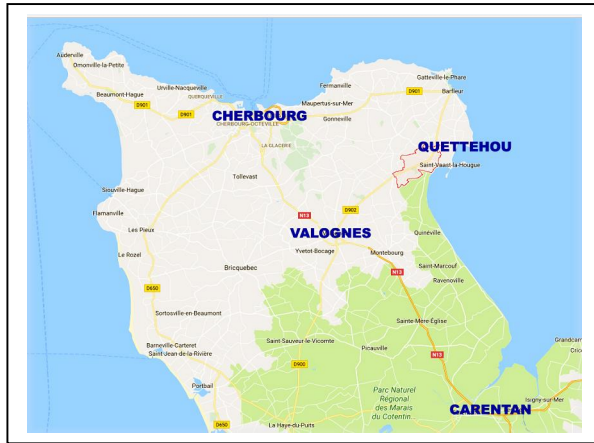 Auderville
Omonville-la-Petite
Gatteville-le-Phare
Urville-Nacqueville
Fermanville
Beaumont-Hague
D901
Barfleur
QUERQUEVILLE
Maupertus-sur-Mer
D901
D901
CHERBOURG
Gonneville
CHERBOURG-OCTEVILLE
LA GLACERIE
QUETTEHOU
Saint-Vaast-la-Hougue
Tollevast
Siouville-Hague
Flamanville
D902
N13
Les Pieux
VALOGNES
Quinéville
Le Rozel
Yvetot-Bocage
Montebourg
Bricquebec
Saint-Marcouf
N13
Ravenoville
D650
Sortosville-en-Beaumont
Sainte-Mère-Église
Saint-Sauveur-le-Vicomte
Barneville-Carteret
Picauville
Saint-Jean-de-la-Rivière
N13
Grandcam
Cric
D900
Portbail
Parc Naturel
Régional
des Marais
du Cotentin...
Isigny-sur-Mer
CARENTAN
D650
La Haye-du-Puits